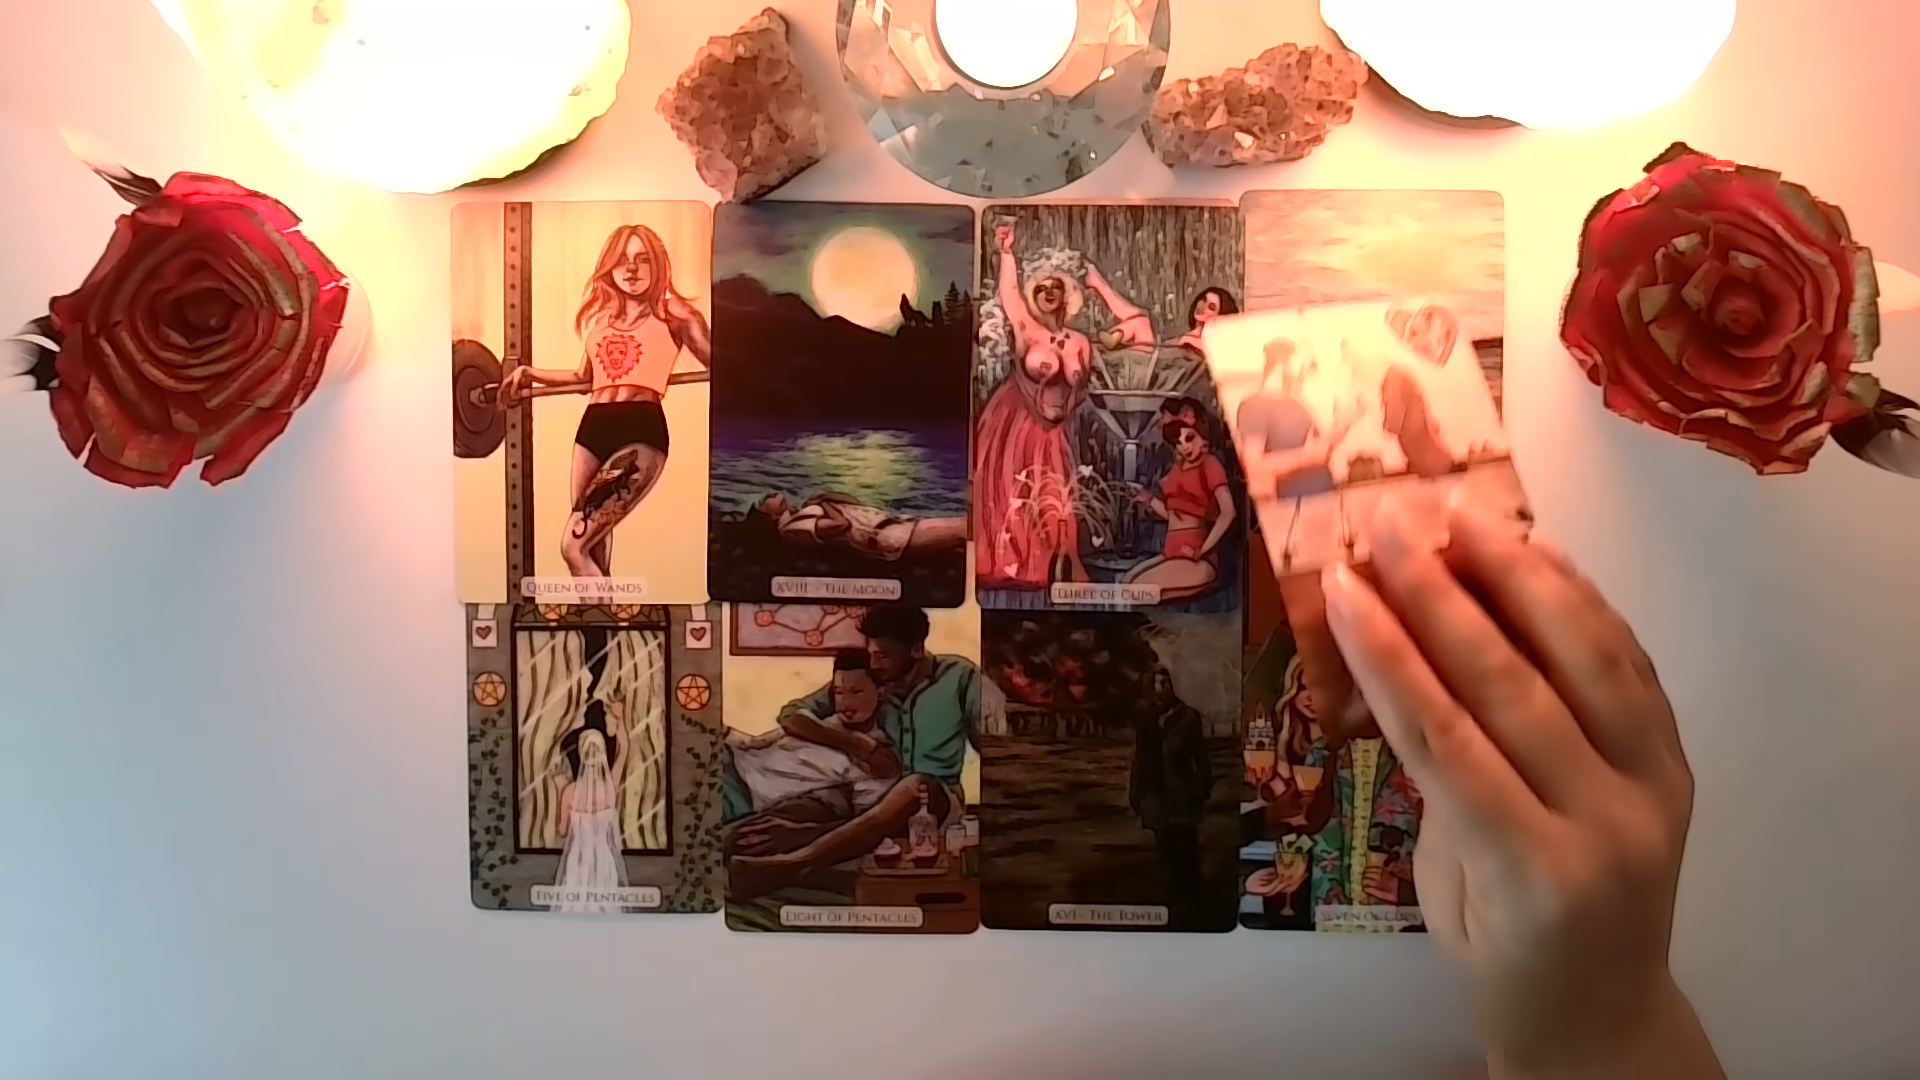 QUEEN OF WANDS
XVIII - THE MOON
THREE OF CUPS
FIVE OF PENTACLES
EIGHT OF PENTACLES
XVI - THE TOWER
SEVEN OF CUPS